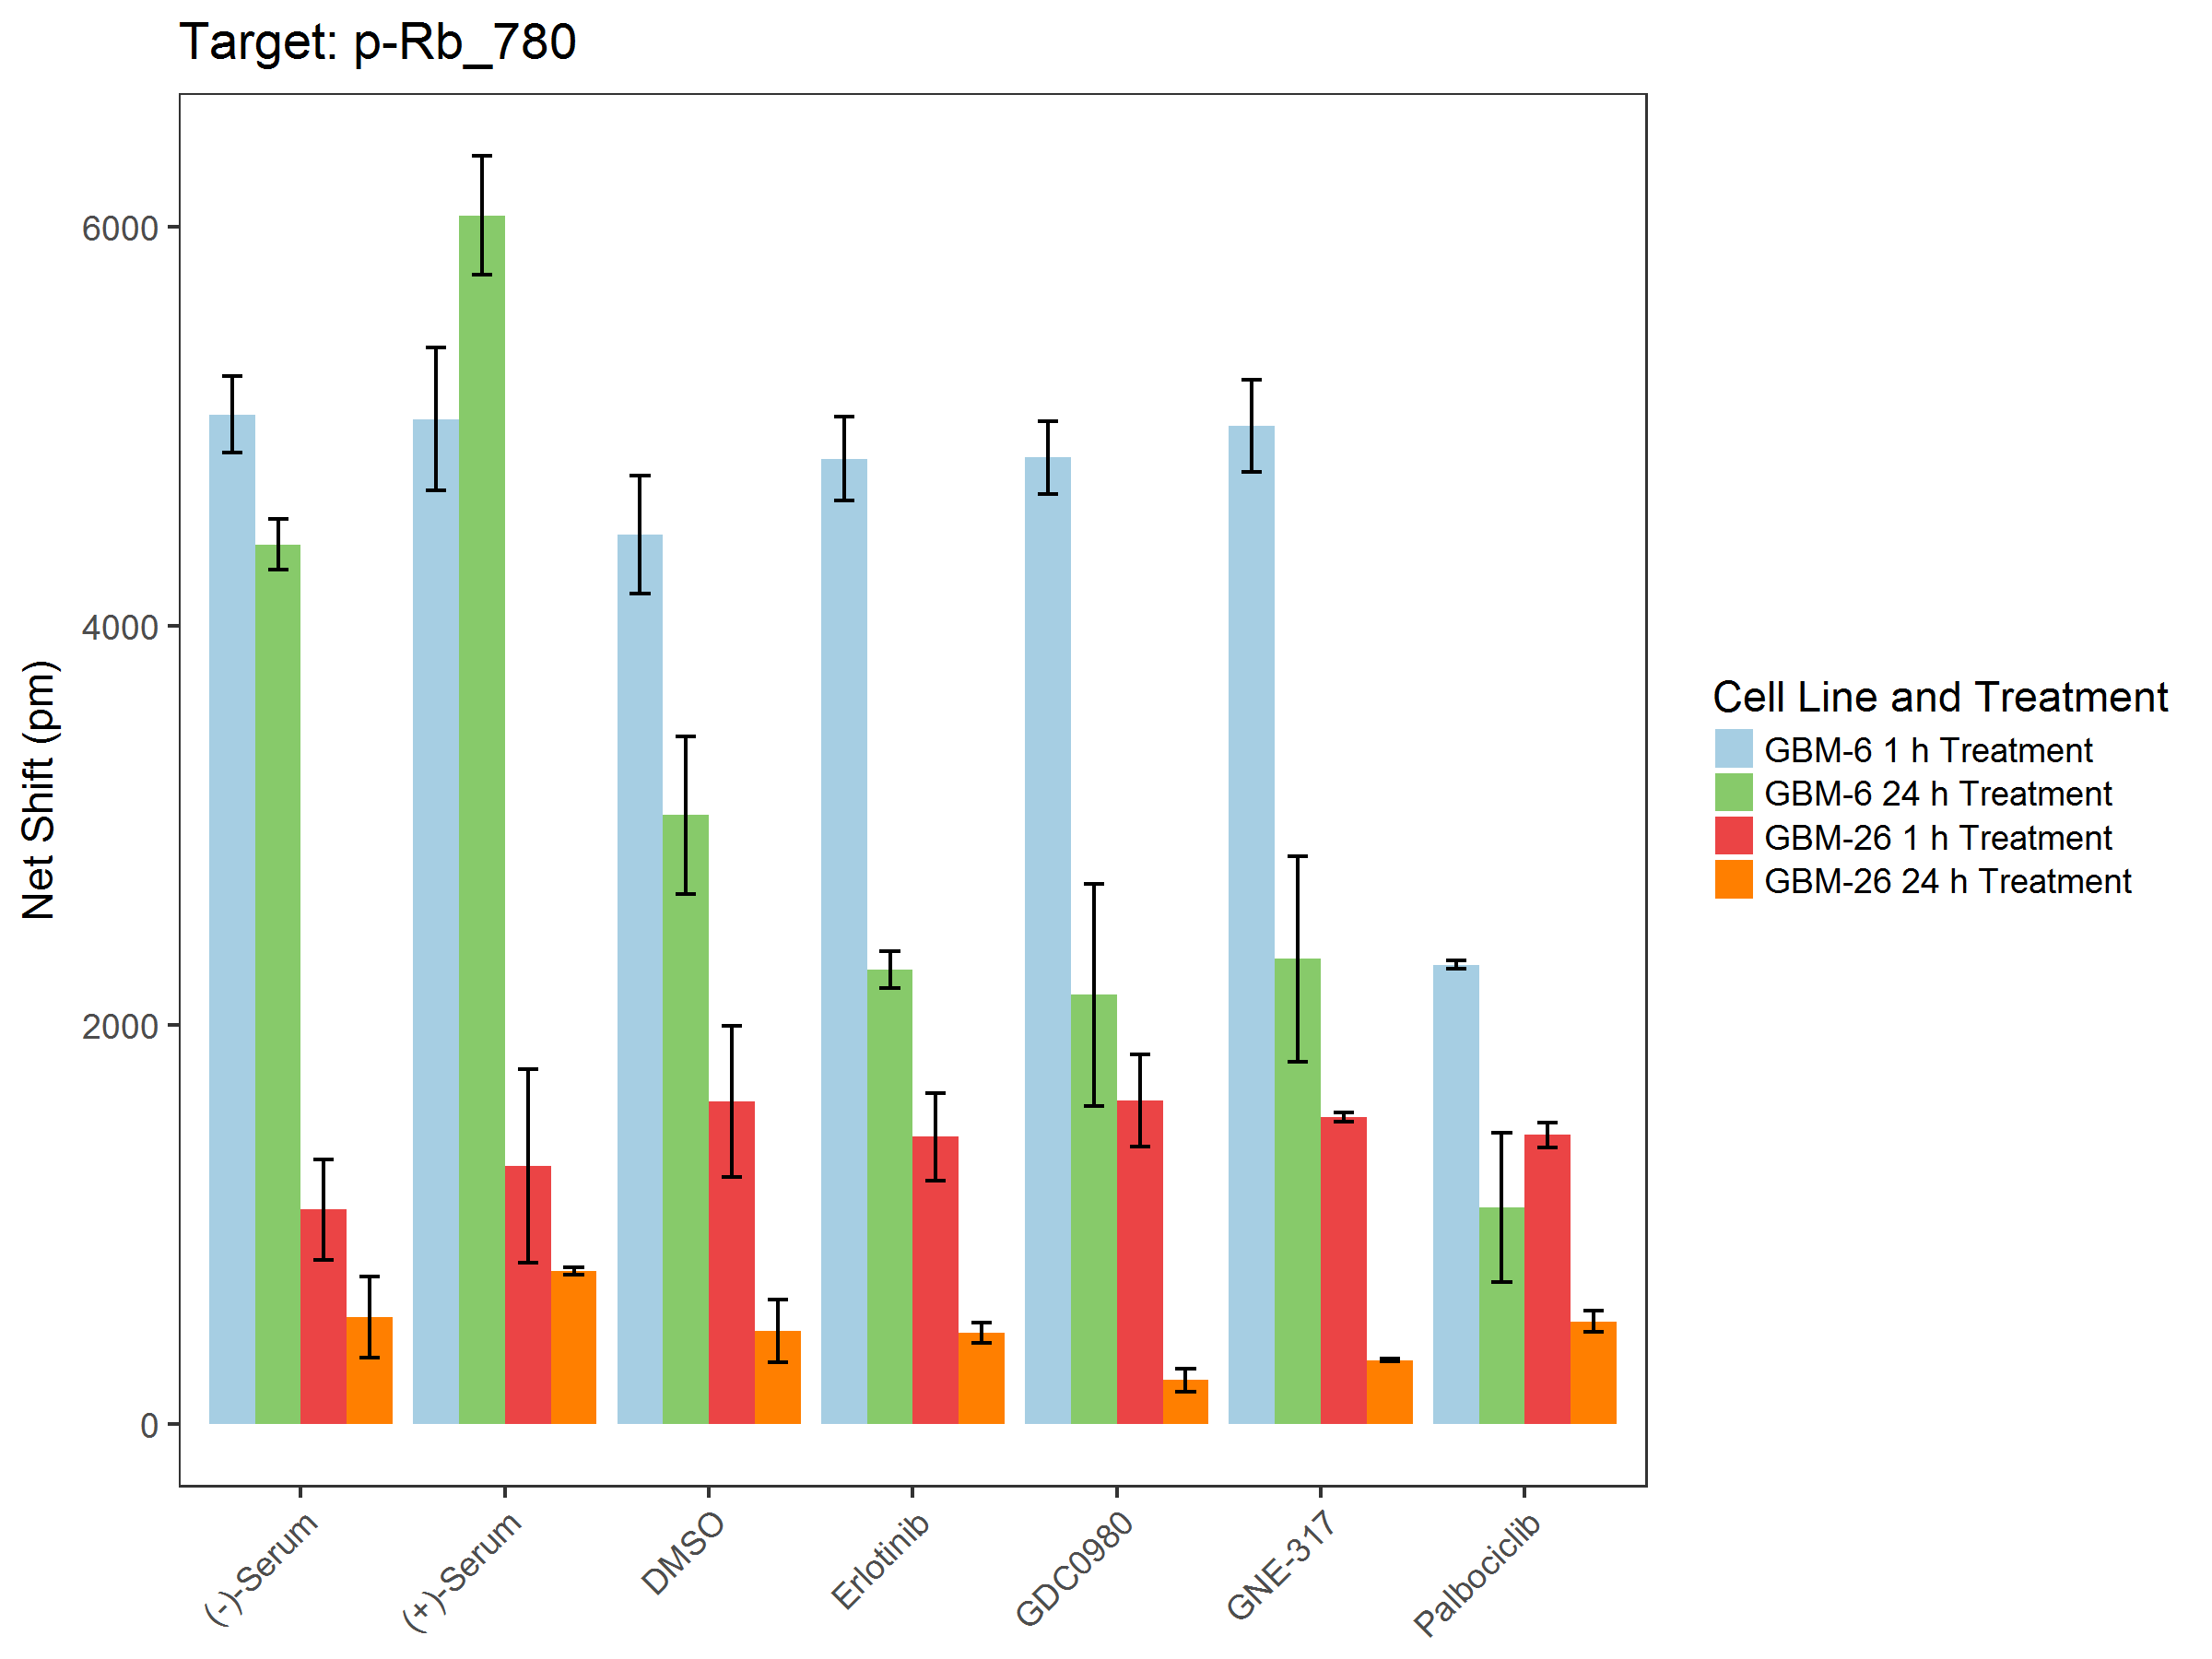 Target: p-Rb_780
Net Shift (pm)
6000
4000
2000
0
(-)-Serum
(+)-Serum
DMSO
Erlotinib
GDC0980
GNE-317
Palbociclib
Cell Line and Treatment
GBM-6 1 h Treatment
GBM-6 24 h Treatment
GBM-26 1 h Treatment
GBM-26 24 h Treatment